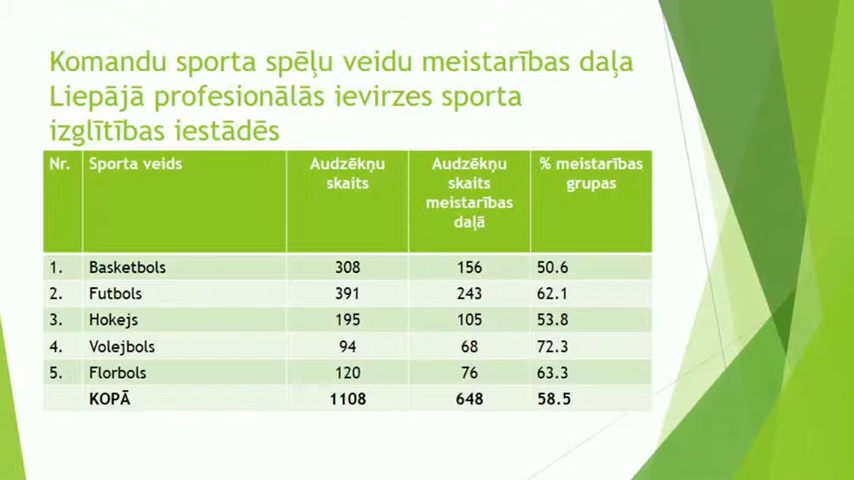 Komandu sporta spēļu veidu meistarības daļa
Liepājā profesionālās ievirzes sporta
izglītības iestādēs
Nr. Sporta veids Audzēkņu skaits Audzēkņu skaits meistarības daļā % meistarības grupas
1. Basketbols 308 156 50.6
2. Futbols 391 243 62.1
3. Hokejs 195 105 53.8
4. Volejbols 94 68 72.3
5. Florbols 120 76 63.3
KOPĀ 1108 648 58.5